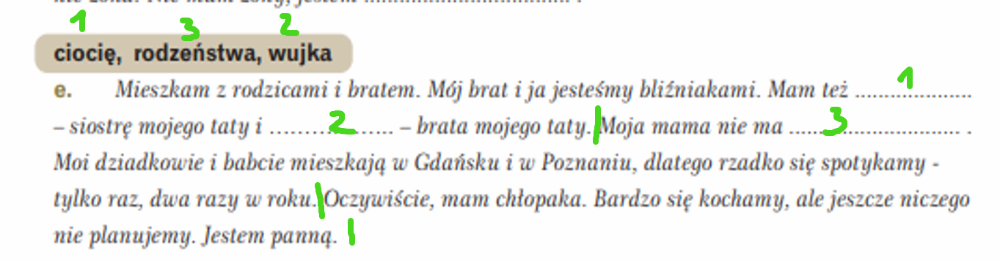 nie żona. Nie mam żony, jestem ........................................ .
1 3 2
ciocię, rodzeństwa, wujka
1
e. Mieszkam z rodzicami i bratem. Mój brat i ja jesteśmy bliźniakami. Mam też ......................
– siostrę mojego taty i ........2.............. – brata mojego taty. Moja mama nie ma ......3........................ .
Moi dziadkowie i babcie mieszkają w Gdańsku i w Poznaniu, dlatego rzadko się spotykamy -
tylko raz, dwa razy w roku. Oczywiście, mam chłopaka. Bardzo się kochamy, ale jeszcze niczego
nie planujemy. Jestem panną.